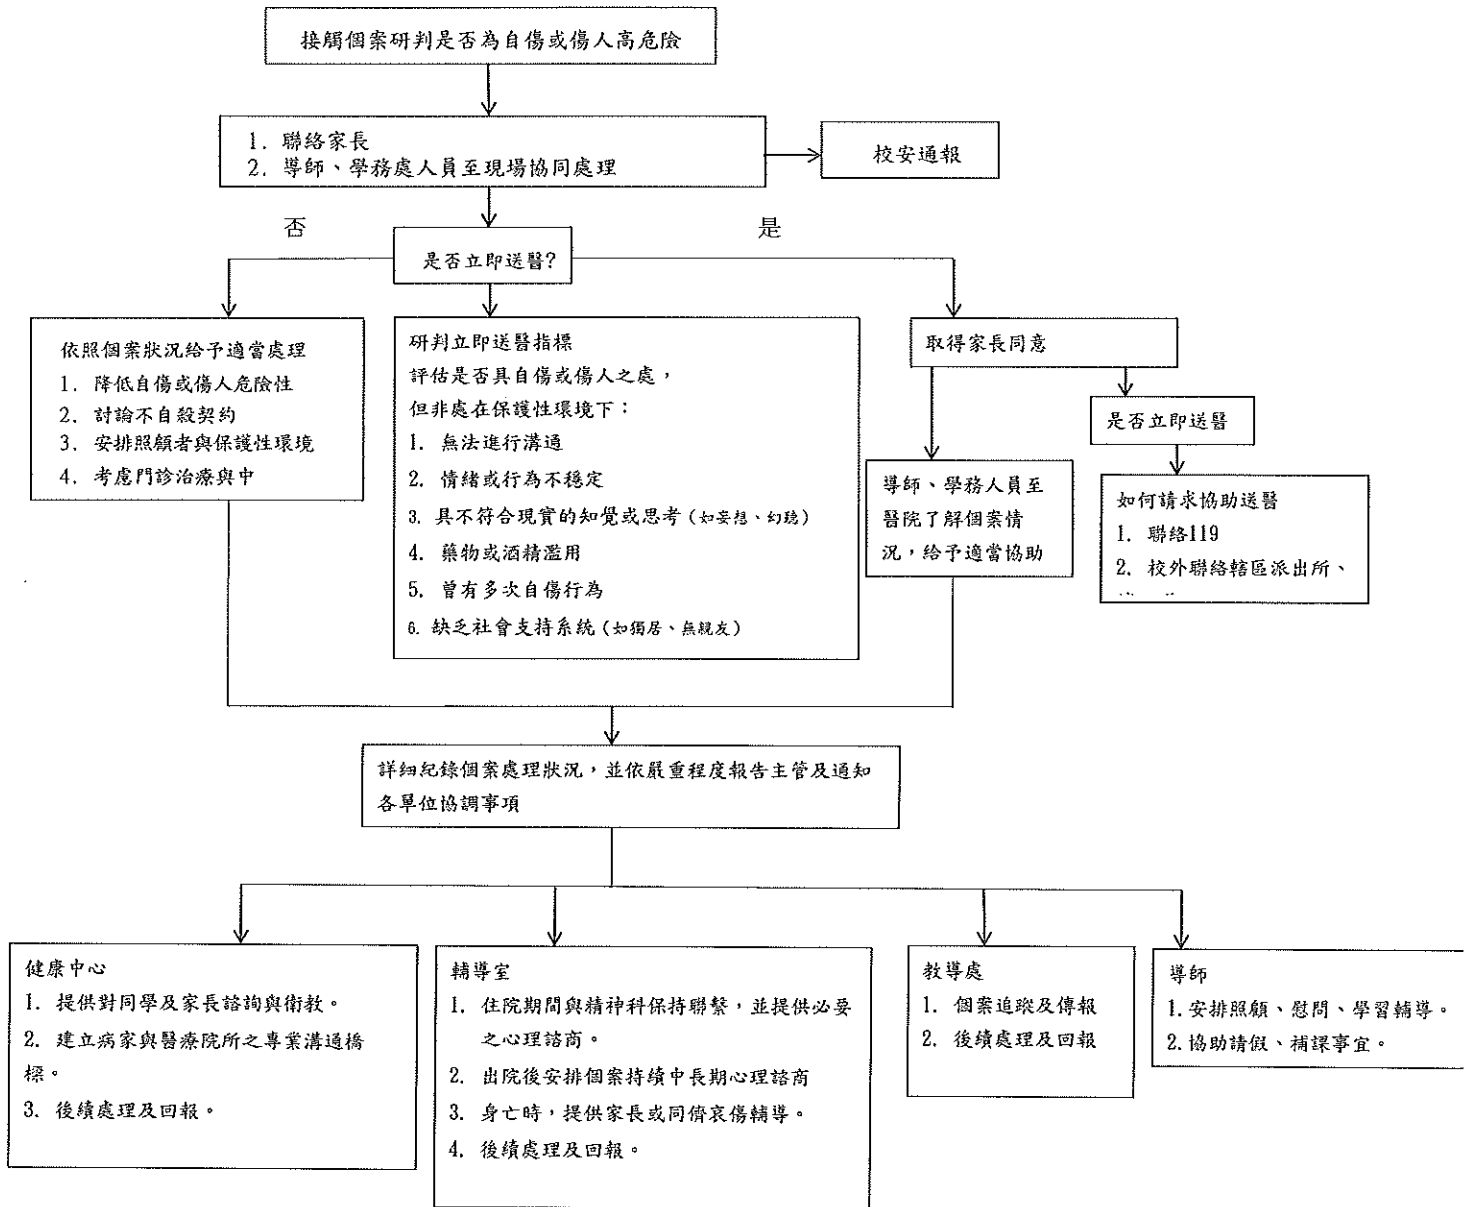 接觸個案研判是否為自傷或傷人高危險
1. 聯絡家長
2. 導師、學務處人員至現場協同處理
校安通報
否
是
是否立即送醫?
依照個案狀況給予適當處理
1. 降低自傷或傷人危險性
2. 討論不自殺契約
3. 安排照顧者與保護性環境
4. 考慮門診治療與中
研判立即送醫指標
評估是否具自傷或傷人之處，
但非處在保護性環境下：
1. 無法進行溝通
2. 情緒或行為不穩定
3. 具不符合現實的知覺或思考(如妄想、幻聽)
4. 藥物或酒精濫用
5. 曾有多次自傷行為
6. 缺乏社會支持系統(如獨居、無親友)
取得家長同意
是否立即送醫
導師、學務人員至
醫院了解個案情
況，給予適當協助
如何請求協助送醫
1. 聯絡119
2. 校外聯絡轄區派出所、
詳細紀錄個案處理狀況，並依嚴重程度報告主管及通知
各單位協調事項
健康中心
1. 提供對同學及家長諮詢與衛教。
2. 建立病家與醫療院所之專業溝通橋
樑。
3. 後續處理及回報。
輔導室
1. 住院期間與精神科保持聯繫，並提供必要
之心理諮商。
2. 出院後安排個案持續中長期心理諮商
3. 身亡時，提供家長或同儕哀傷輔導。
4. 後續處理及回報。
教導處
1. 個案追蹤及傳報
2. 後續處理及回報
導師
1.安排照顧、慰問、學習輔導。
2.協助請假、補課事宜。